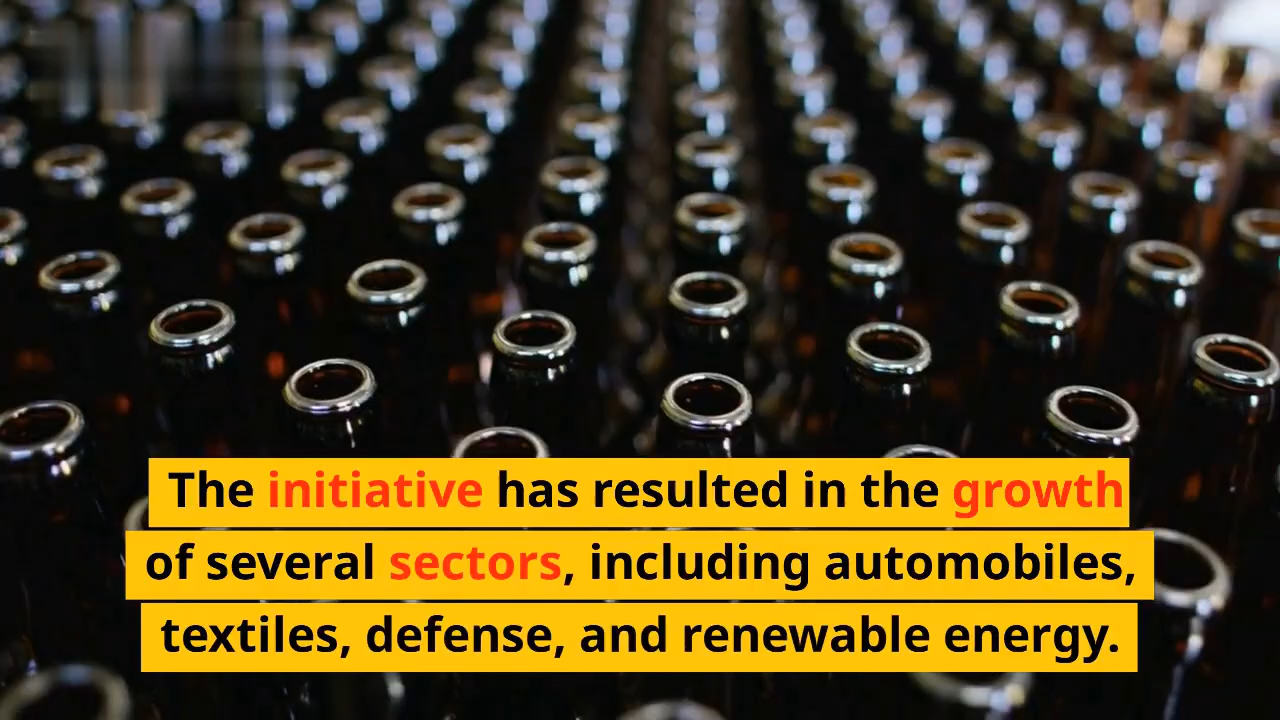 The initiative has resulted in the growth
of several sectors, including automobiles,
textiles, defense, and renewable energy.